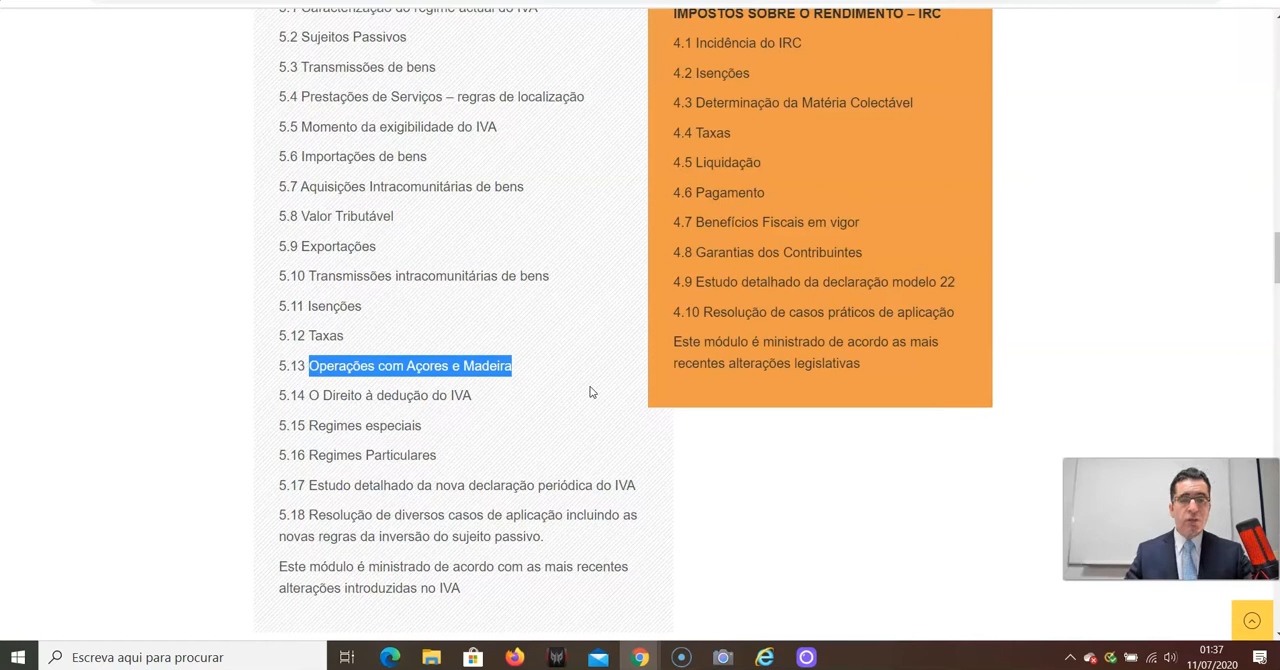 5.1 Caracterização do regime actual do IVA
5.2 Sujeitos Passivos
5.3 Transmissões de bens
5.4 Prestações de Serviços – regras de localização
5.5 Momento da exigibilidade do IVA
5.6 Importações de bens
5.7 Aquisições Intracomunitárias de bens
5.8 Valor Tributável
5.9 Exportações
5.10 Transmissões intracomunitárias de bens
5.11 Isenções
5.12 Taxas
5.13 Operações com Açores e Madeira
5.14 O Direito à dedução do IVA
5.15 Regimes especiais
5.16 Regimes Particulares
5.17 Estudo detalhado da nova declaração periódica do IVA
5.18 Resolução de diversos casos de aplicação incluindo as
novas regras da inversão do sujeito passivo.
Este módulo é ministrado de acordo com as mais recentes
alterações introduzidas no IVA
IMPOSTOS SOBRE O RENDIMENTO – IRC
4.1 Incidência do IRC
4.2 Isenções
4.3 Determinação da Matéria Colectável
4.4 Taxas
4.5 Liquidação
4.6 Pagamento
4.7 Benefícios Fiscais em vigor
4.8 Garantias dos Contribuintes
4.9 Estudo detalhado da declaração modelo 22
4.10 Resolução de casos práticos de aplicação
Este módulo é ministrado de acordo as mais
recentes alterações legislativas
Escreva aqui para procurar
01:37
11/07/2020